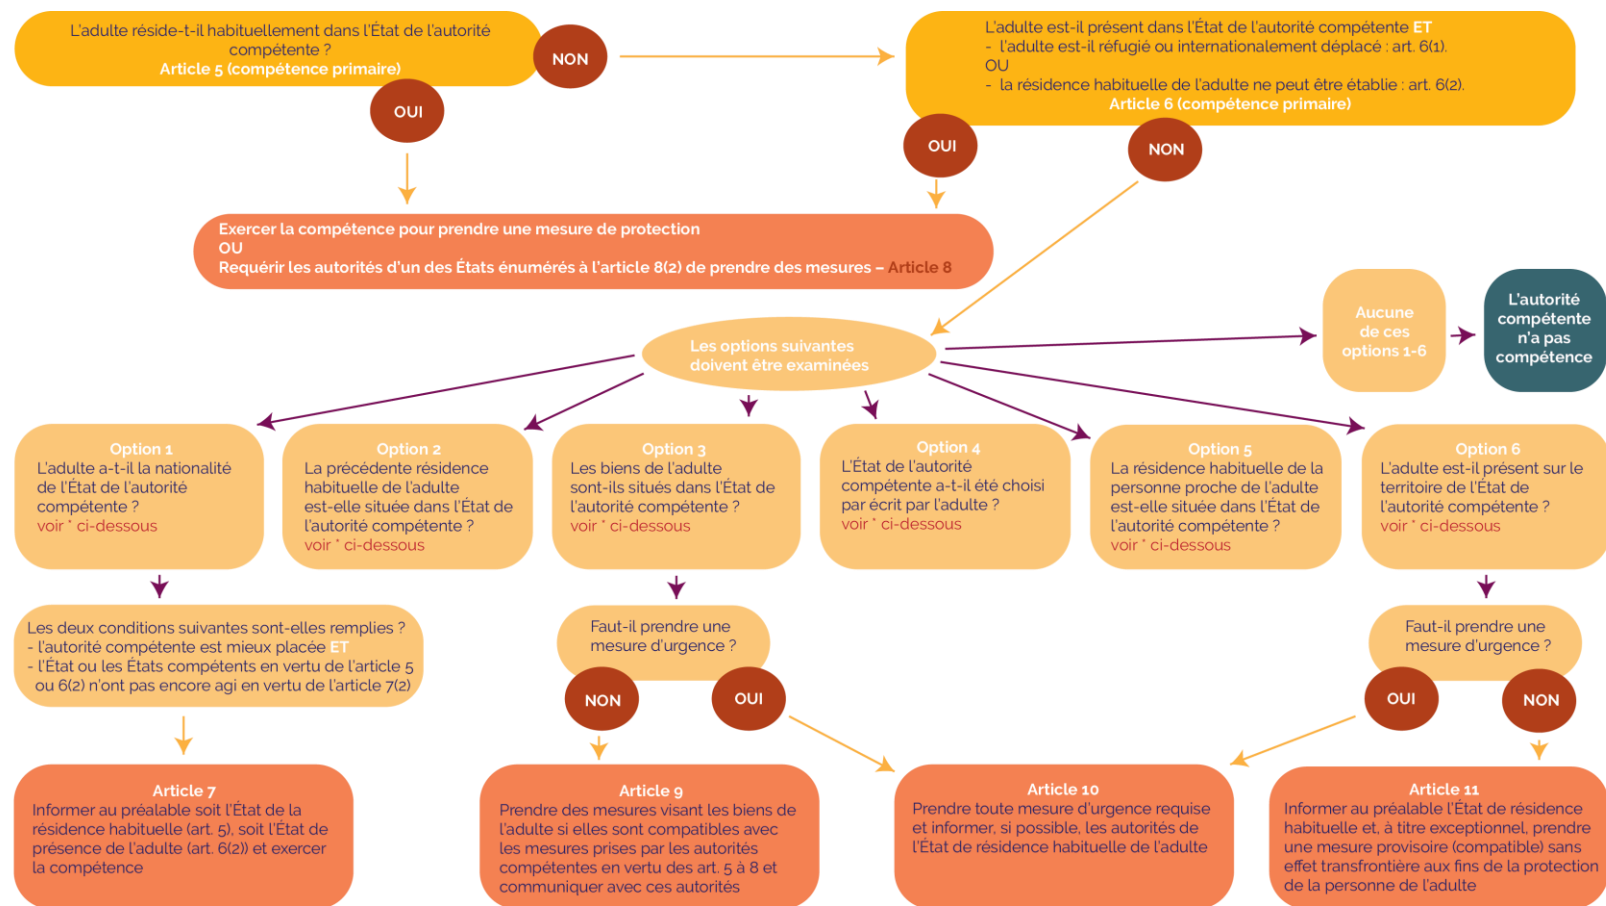 L'adulte réside-t-il habituellement dans l'État de l'autorité
compétente ?
Article 5 (compétence primaire)
NON
OUI
L'adulte est-il présent dans l'État de l'autorité compétente ET
- l'adulte est-il réfugié ou internationalement déplacé : art. 6(1).
OU
- la résidence habituelle de l'adulte ne peut être établie : art. 6(2).
Article 6 (compétence primaire)
OUI
NON
Exercer la compétence pour prendre une mesure de protection
OU
Requérir les autorités d'un des États énumérés à l'article 8(2) de prendre des mesures – Article 8
Les options suivantes
doivent être examinées
Aucune
de ces
options 1-6
L'autorité
compétente
n'a pas
compétence
Option 1
L'adulte a-t-il la nationalité
de l'État de l'autorité
compétente ?
voir * ci-dessous
Option 2
La précédente résidence
habituelle de l'adulte
est-elle située dans l'État de
l'autorité compétente ?
voir * ci-dessous
Option 3
Les biens de l'adulte
sont-ils situés dans l'État de
l'autorité compétente ?
voir * ci-dessous
Option 4
L'État de l'autorité
compétente a-t-il été choisi
par écrit par l'adulte ?
voir * ci-dessous
Option 5
La résidence habituelle de la
personne proche de l'adulte
est-elle située dans l'État de
l'autorité compétente ?
voir * ci-dessous
Option 6
L'adulte est-il présent sur le
territoire de l'État de
l'autorité compétente ?
voir * ci-dessous
Les deux conditions suivantes sont-elles remplies ?
- l'autorité compétente est mieux placée ET
- l'État ou les États compétents en vertu de l'article 5
ou 6(2) n'ont pas encore agi en vertu de l'article 7(2)
Faut-il prendre une
mesure d'urgence ?
NON
OUI
Faut-il prendre une
mesure d'urgence ?
OUI
NON
Article 7
Informer au préalable soit l'État de la
résidence habituelle (art. 5), soit l'État de
présence de l'adulte (art. 6(2)) et exercer
la compétence
Article 9
Prendre des mesures visant les biens de
l'adulte si elles sont compatibles avec
les mesures prises par les autorités
compétentes en vertu des art. 5 à 8 et
communiquer avec ces autorités
Article 10
Prendre toute mesure d'urgence requise
et informer, si possible, les autorités de
l'État de résidence habituelle de l'adulte
Article 11
Informer au préalable l'État de résidence
habituelle et, à titre exceptionnel, prendre
une mesure provisoire (compatible) sans
effet transfrontière aux fins de la protection
de la personne de l'adulte